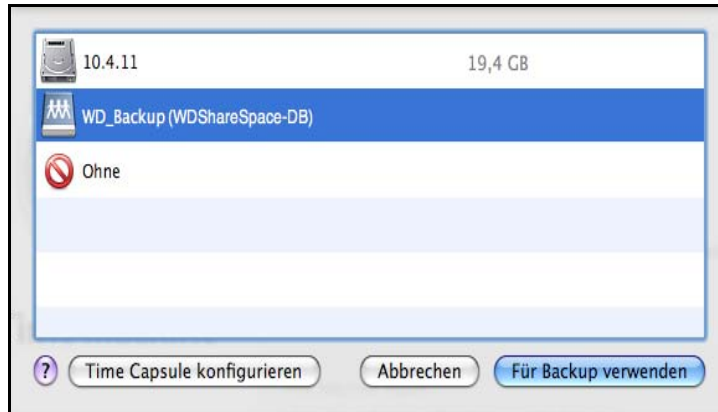 10.4.11 19,4 GB
WD_Backup (WDShareSpace-DB)
Ohne
? Time Capsule konfigurieren Abbrechen Für Backup verwenden